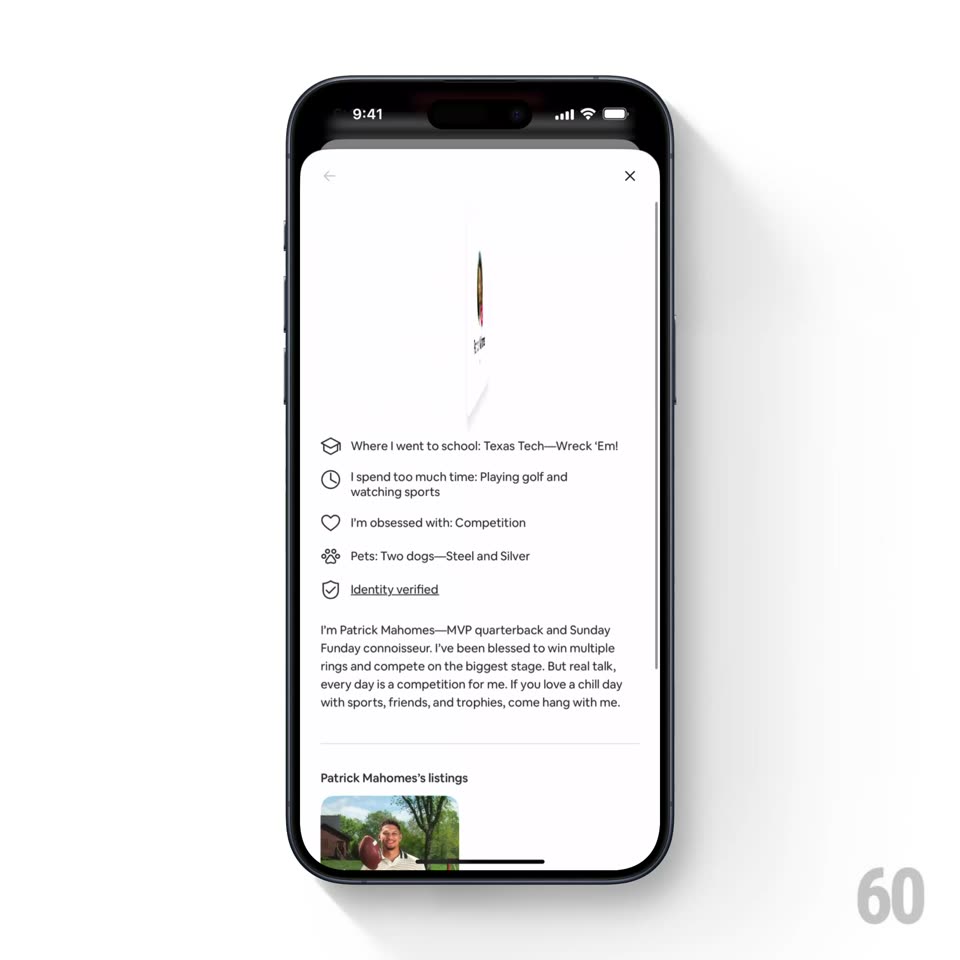 9:41
Where I went to school: Texas Tech—Wreck ‘Em!
I spend too much time: Playing golf and
watching sports
I’m obsessed with: Competition
Pets: Two dogs—Steel and Silver
Identity verified
I’m Patrick Mahomes—MVP quarterback and Sunday
Funday connoisseur. I’ve been blessed to win multiple
rings and compete on the biggest stage. But real talk,
every day is a competition for me. If you love a chill day
with sports, friends, and trophies, come hang with me.
Patrick Mahomes’s listings
60